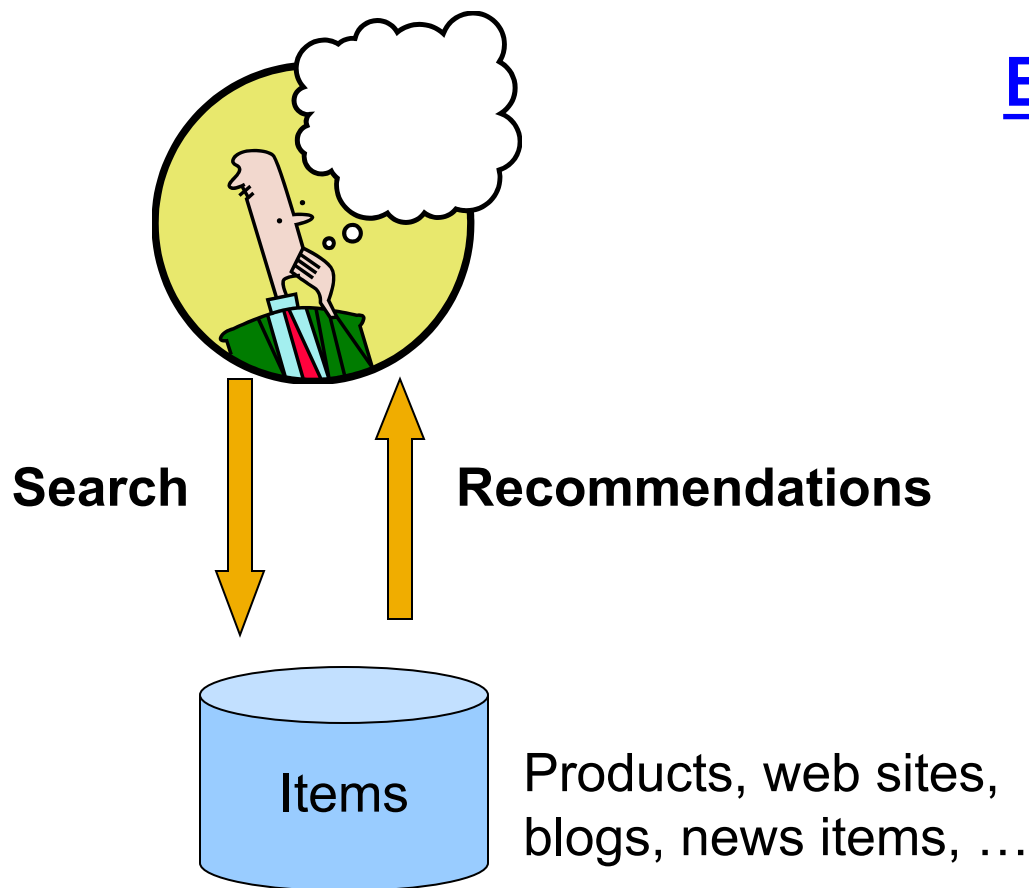 Search
Recommendations
Items
Products, web sites,
blogs, news items, …